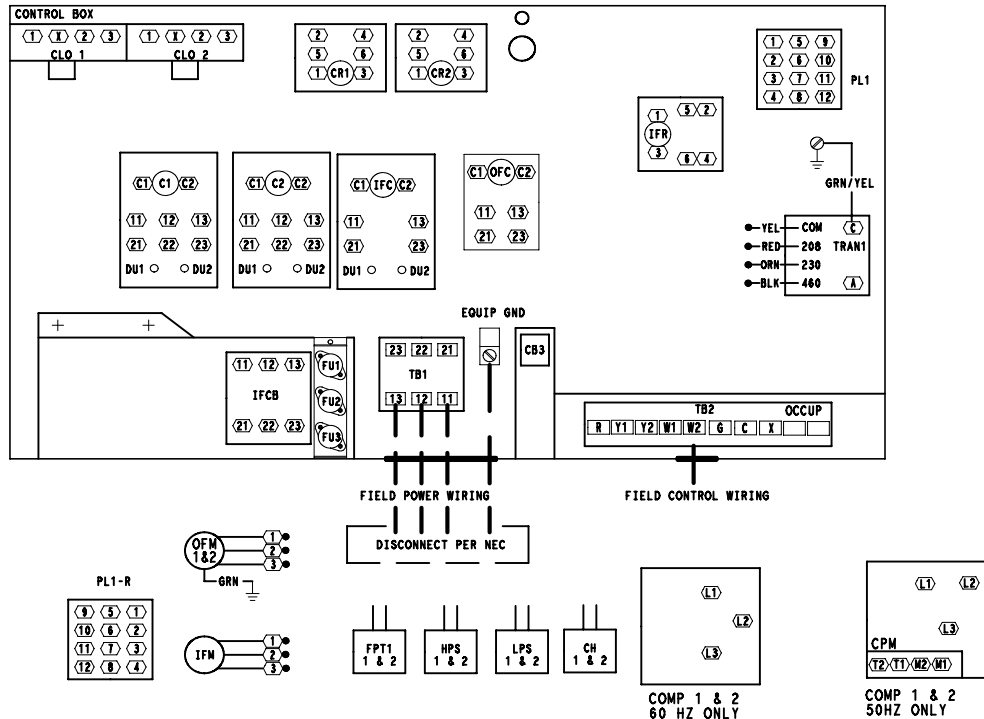 CONTROL BOX
1 X 2 3
CLO 1
1 X 2 3
CLO 2
2 4
5 6
1 CR1 3
2 4
5 6
1 CR2 3
1 5 9
2 6 10
3 7 11
4 8 12
PL1
1 5 2
IFR
3 6 4
GRN/YEL
C1 C1 C2
11 12 13
21 22 23
DU1 DU2
C1 C2 C2
11 12 13
21 22 23
DU1 DU2
C1 IFC C2
11 13
21 23
DU1 DU2
C1 OFC C2
11 13
21 23
YEL COM C
RED 208 TRAN1
ORN 230
BLK 460 A
EQUIP GND
11 12 13
IFCB
21 22 23
FU1
FU2
FU3
23 22 21
TB1
13 12 11
CB3
TB2 OCCUP
R Y1 Y2 W1 W2 G C X
FIELD POWER WIRING
FIELD CONTROL WIRING
DISCONNECT PER NEC
OFM
1 & 2
1
2
3
GRN
PL1-R
9 5 1
10 6 2
11 7 3
12 8 4
IFM
1
2
3
FPT1
1 & 2
HPS
1 & 2
LPS
1 & 2
CH
1 & 2
L1
L2
L3
COMP 1 & 2
60 HZ ONLY
L1 L2
L3
CPM
T2 T1 M2 M1
COMP 1 & 2
50HZ ONLY